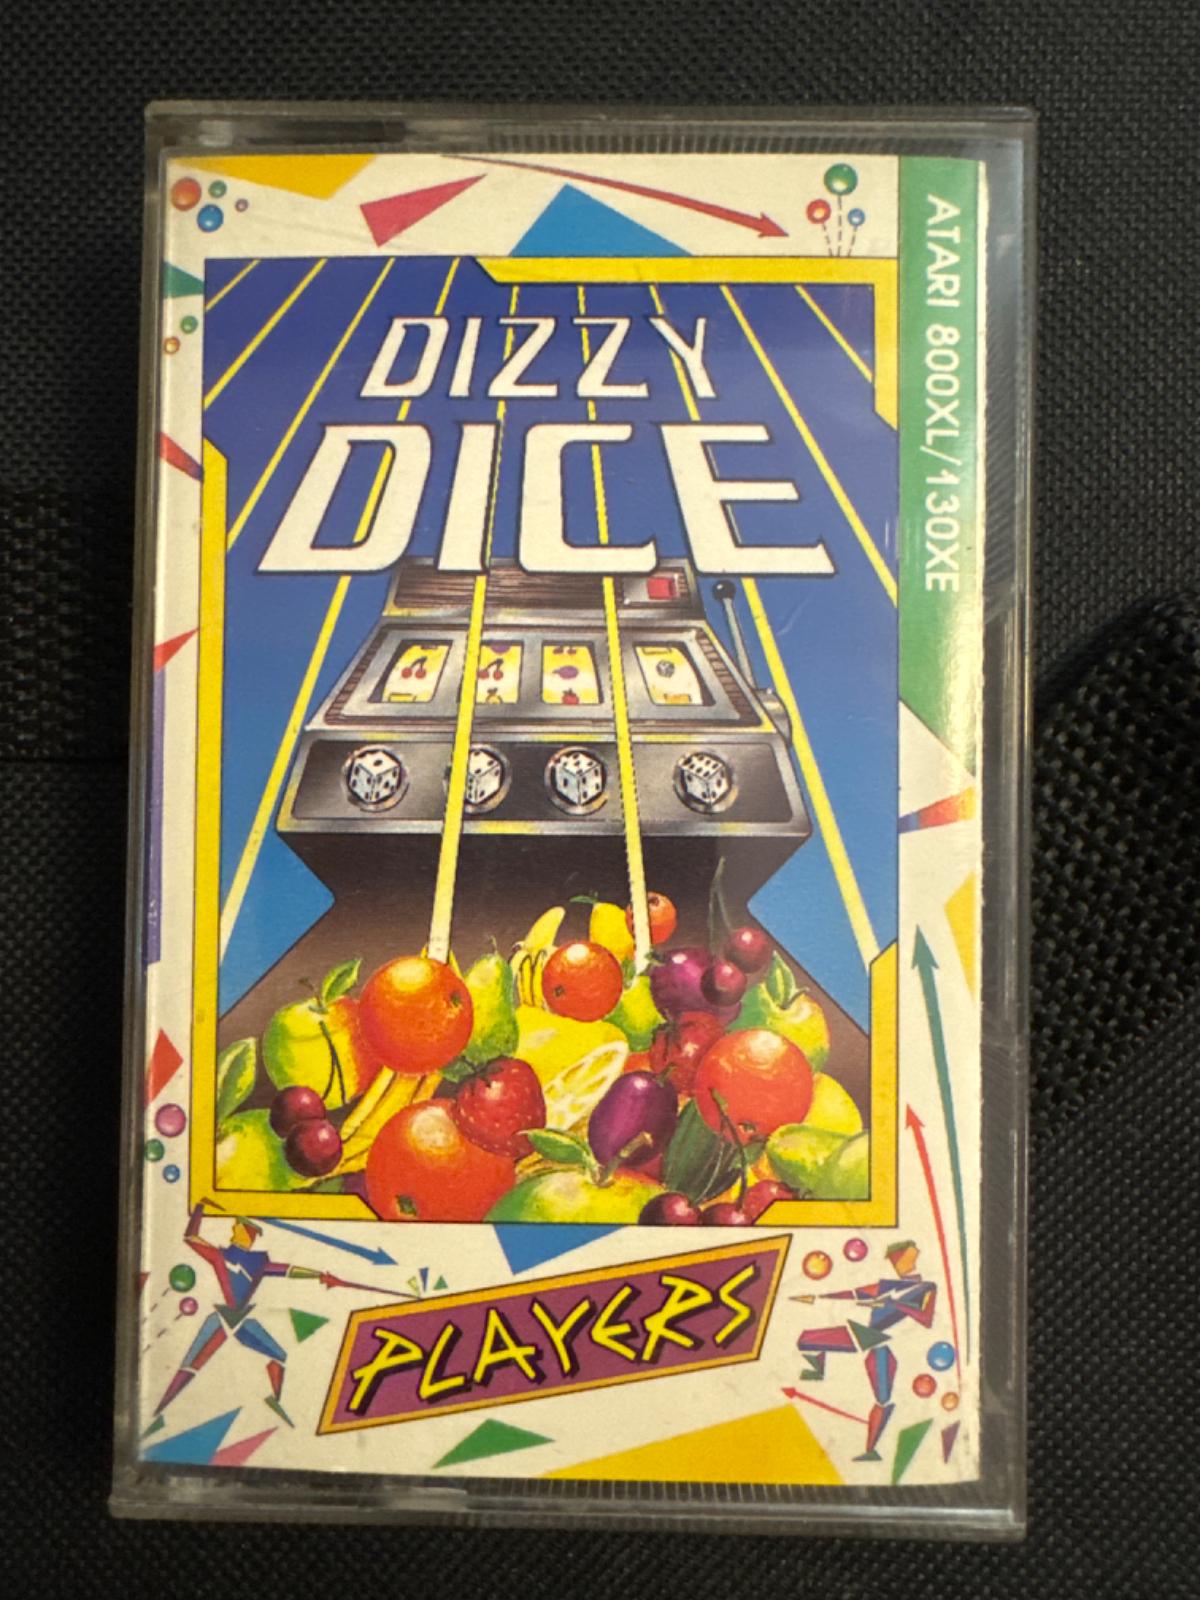 DIZZY
DICE
ATARI 800XL/130XE
PLAYERS